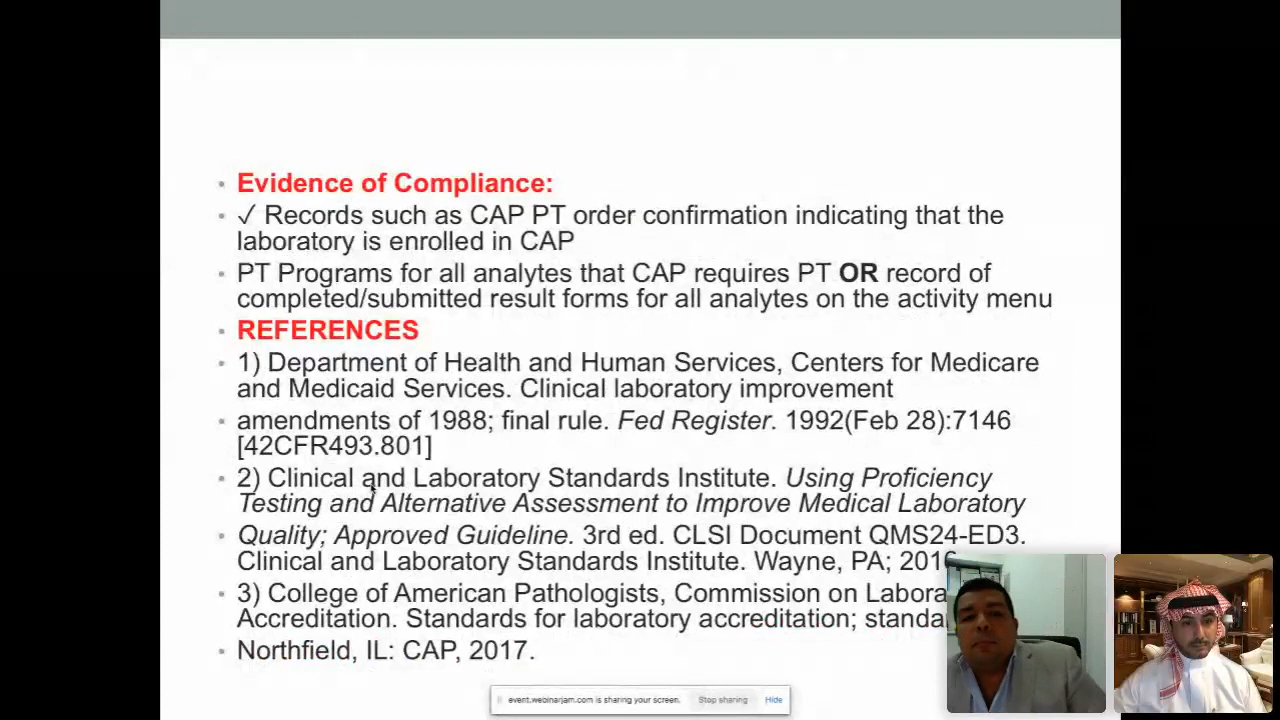 Evidence of Compliance:
✓ Records such as CAP PT order confirmation indicating that the
laboratory is enrolled in CAP
PT Programs for all analytes that CAP requires PT OR record of
completed/submitted result forms for all analytes on the activity menu
REFERENCES
1) Department of Health and Human Services, Centers for Medicare
and Medicaid Services. Clinical laboratory improvement
amendments of 1988; final rule. Fed Register. 1992(Feb 28):7146
[42CFR493.801]
2) Clinical and Laboratory Standards Institute. Using Proficiency
Testing and Alternative Assessment to Improve Medical Laboratory
Quality; Approved Guideline. 3rd ed. CLSI Document QMS24-ED3.
Clinical and Laboratory Standards Institute. Wayne, PA;
3) College of American Pathologists, Commission on
Accreditation. Standards for laboratory accreditation;
Northfield, IL: CAP, 2017.
event.webinarjam.com is sharing your screen. Stop sharing Hide